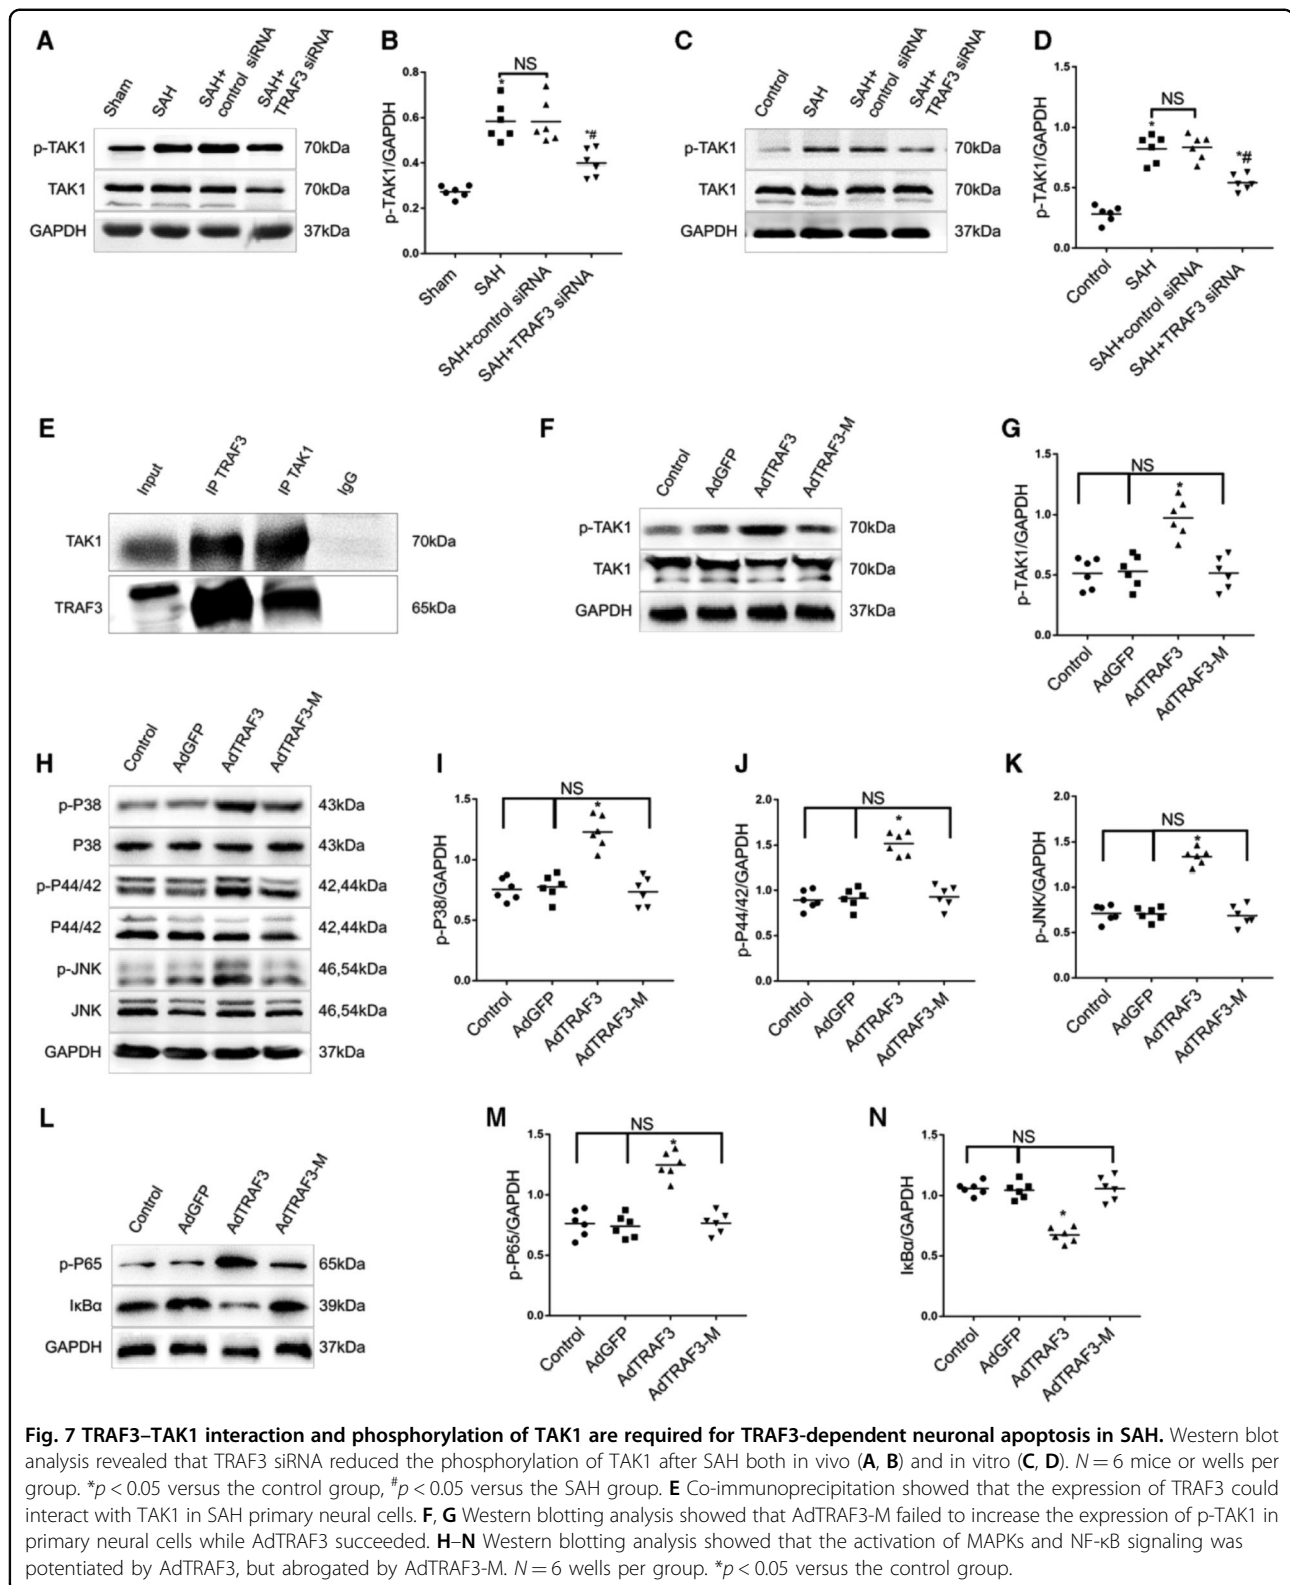 A
Sham
SAH
SAH+
control siRNA
SAH+
TRAF3 siRNA
p-TAK1
70kDa
TAK1
70kDa
GAPDH
37kDa
B
p-TAK1/GAPDH
0.8
0.6
0.4
0.2
0.0
NS
*
*#
Sham
SAH
SAH+control siRNA
SAH+TRAF3 siRNA
C
Control
SAH
SAH+
control siRNA
SAH+
TRAF3 siRNA
p-TAK1
70kDa
TAK1
70kDa
GAPDH
37kDa
D
p-TAK1/GAPDH
1.5
1.0
0.5
0.0
NS
*
*#
Control
SAH
SAH+control siRNA
SAH+TRAF3 siRNA
E
Input
IP TRAF3
IP TAK1
IgG
TAK1
70kDa
TRAF3
65kDa
F
Control
AdGFP
AdTRAF3
AdTRAF3-M
p-TAK1
70kDa
TAK1
70kDa
GAPDH
37kDa
G
p-TAK1/GAPDH
1.5
1.0
0.5
0.0
NS
*
Control
AdGFP
AdTRAF3
AdTRAF3-M
H
Control
AdGFP
AdTRAF3
AdTRAF3-M
p-P38
43kDa
P38
43kDa
p-P44/42
42,44kDa
P44/42
42,44kDa
p-JNK
46,54kDa
JNK
46,54kDa
GAPDH
37kDa
I
p-P38/GAPDH
1.5
1.0
0.5
0.0
NS
*
Control
AdGFP
AdTRAF3
AdTRAF3-M
J
p-P44/42/GAPDH
2.0
1.5
1.0
0.5
0.0
NS
*
Control
AdGFP
AdTRAF3
AdTRAF3-M
K
p-JNK/GAPDH
2.0
1.5
1.0
0.5
0.0
NS
*
Control
AdGFP
AdTRAF3
AdTRAF3-M
L
Control
AdGFP
AdTRAF3
AdTRAF3-M
p-P65
65kDa
IκBα
39kDa
GAPDH
37kDa
M
p-P65/GAPDH
1.5
1.0
0.5
0.0
NS
*
Control
AdGFP
AdTRAF3
AdTRAF3-M
N
IκBα/GAPDH
1.5
1.0
0.5
0.0
NS
*
Control
AdGFP
AdTRAF3
AdTRAF3-M
Fig. 7 TRAF3–TAK1 interaction and phosphorylation of TAK1 are required for TRAF3-dependent neuronal apoptosis in SAH. Western blot
analysis revealed that TRAF3 siRNA reduced the phosphorylation of TAK1 after SAH both in vivo (A, B) and in vitro (C, D). N = 6 mice or wells per
group. *p < 0.05 versus the control group, #p < 0.05 versus the SAH group. E Co-immunoprecipitation showed that the expression of TRAF3 could
interact with TAK1 in SAH primary neural cells. F, G Western blotting analysis showed that AdTRAF3-M failed to increase the expression of p-TAK1 in
primary neural cells while AdTRAF3 succeeded. H–N Western blotting analysis showed that the activation of MAPKs and NF-κB signaling was
potentiated by AdTRAF3, but abrogated by AdTRAF3-M. N = 6 wells per group. *p < 0.05 versus the control group.